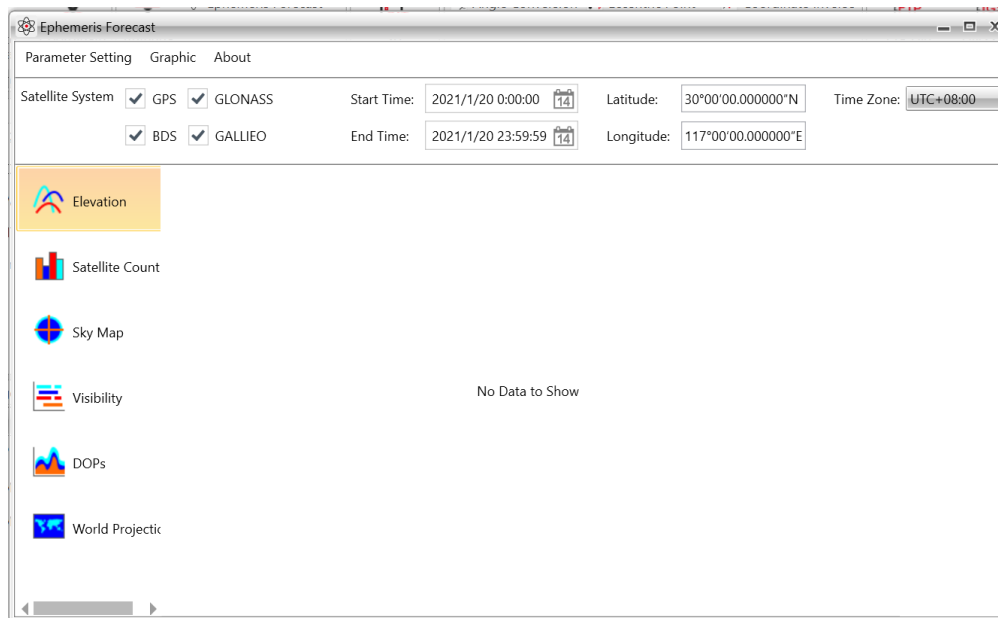 Ephemeris Forecast
Parameter Setting Graphic About
Satellite System GPS GLONASS Start Time: 2021/1/20 0:00:00 14 Latitude: 30°00'00.000000"N Time Zone: UTC+08:00
BDS GALLIEO End Time: 2021/1/20 23:59:59 14 Longitude: 117°00'00.000000"E
Elevation
Satellite Count
Sky Map
No Data to Show
Visibility
DOPs
World Projectic